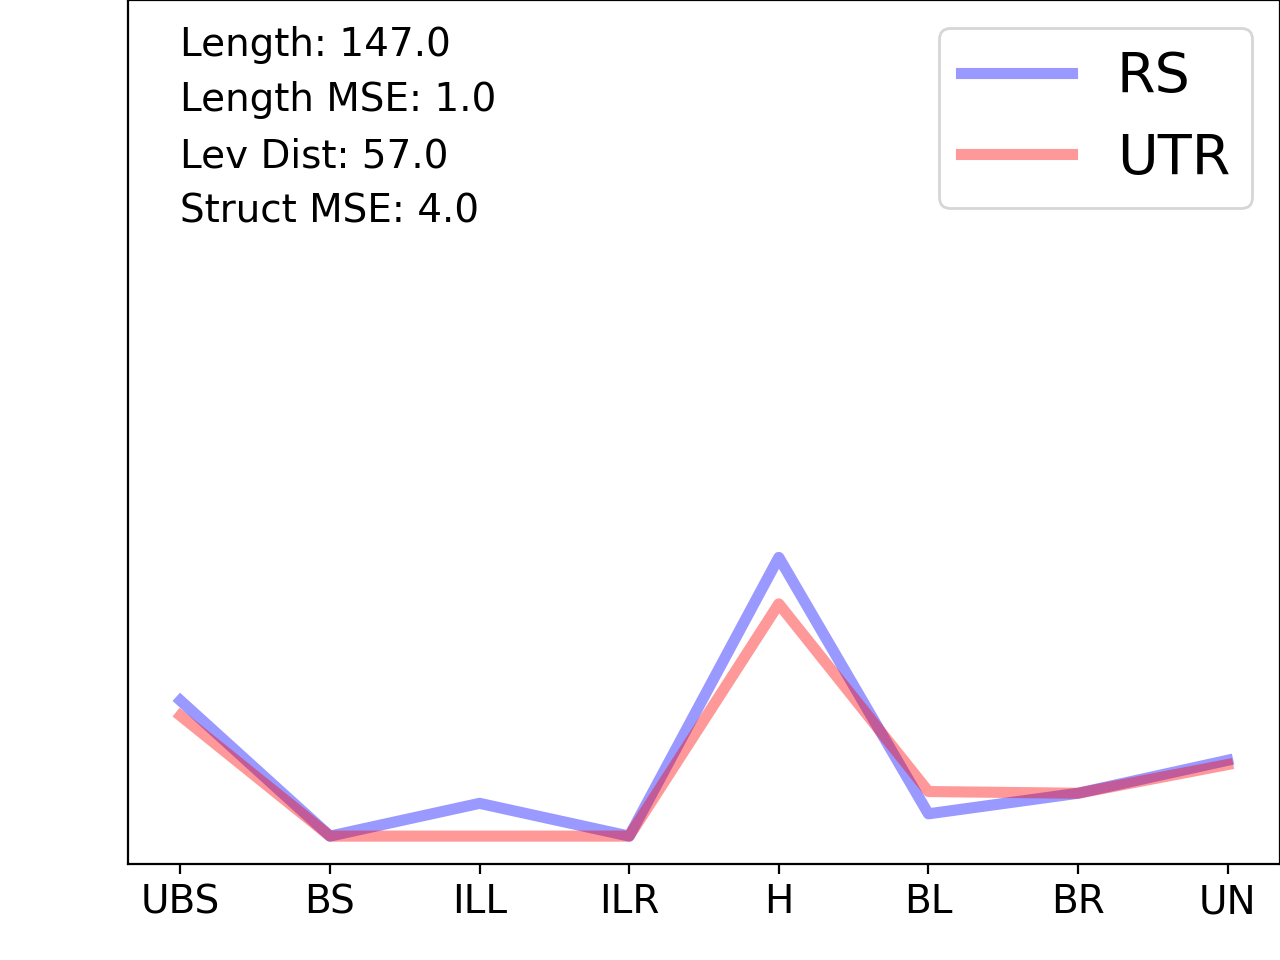 Length: 147.0
Length MSE: 1.0
Lev Dist: 57.0
Struct MSE: 4.0
RS
UTR
UBS BS ILL ILR H BL BR UN